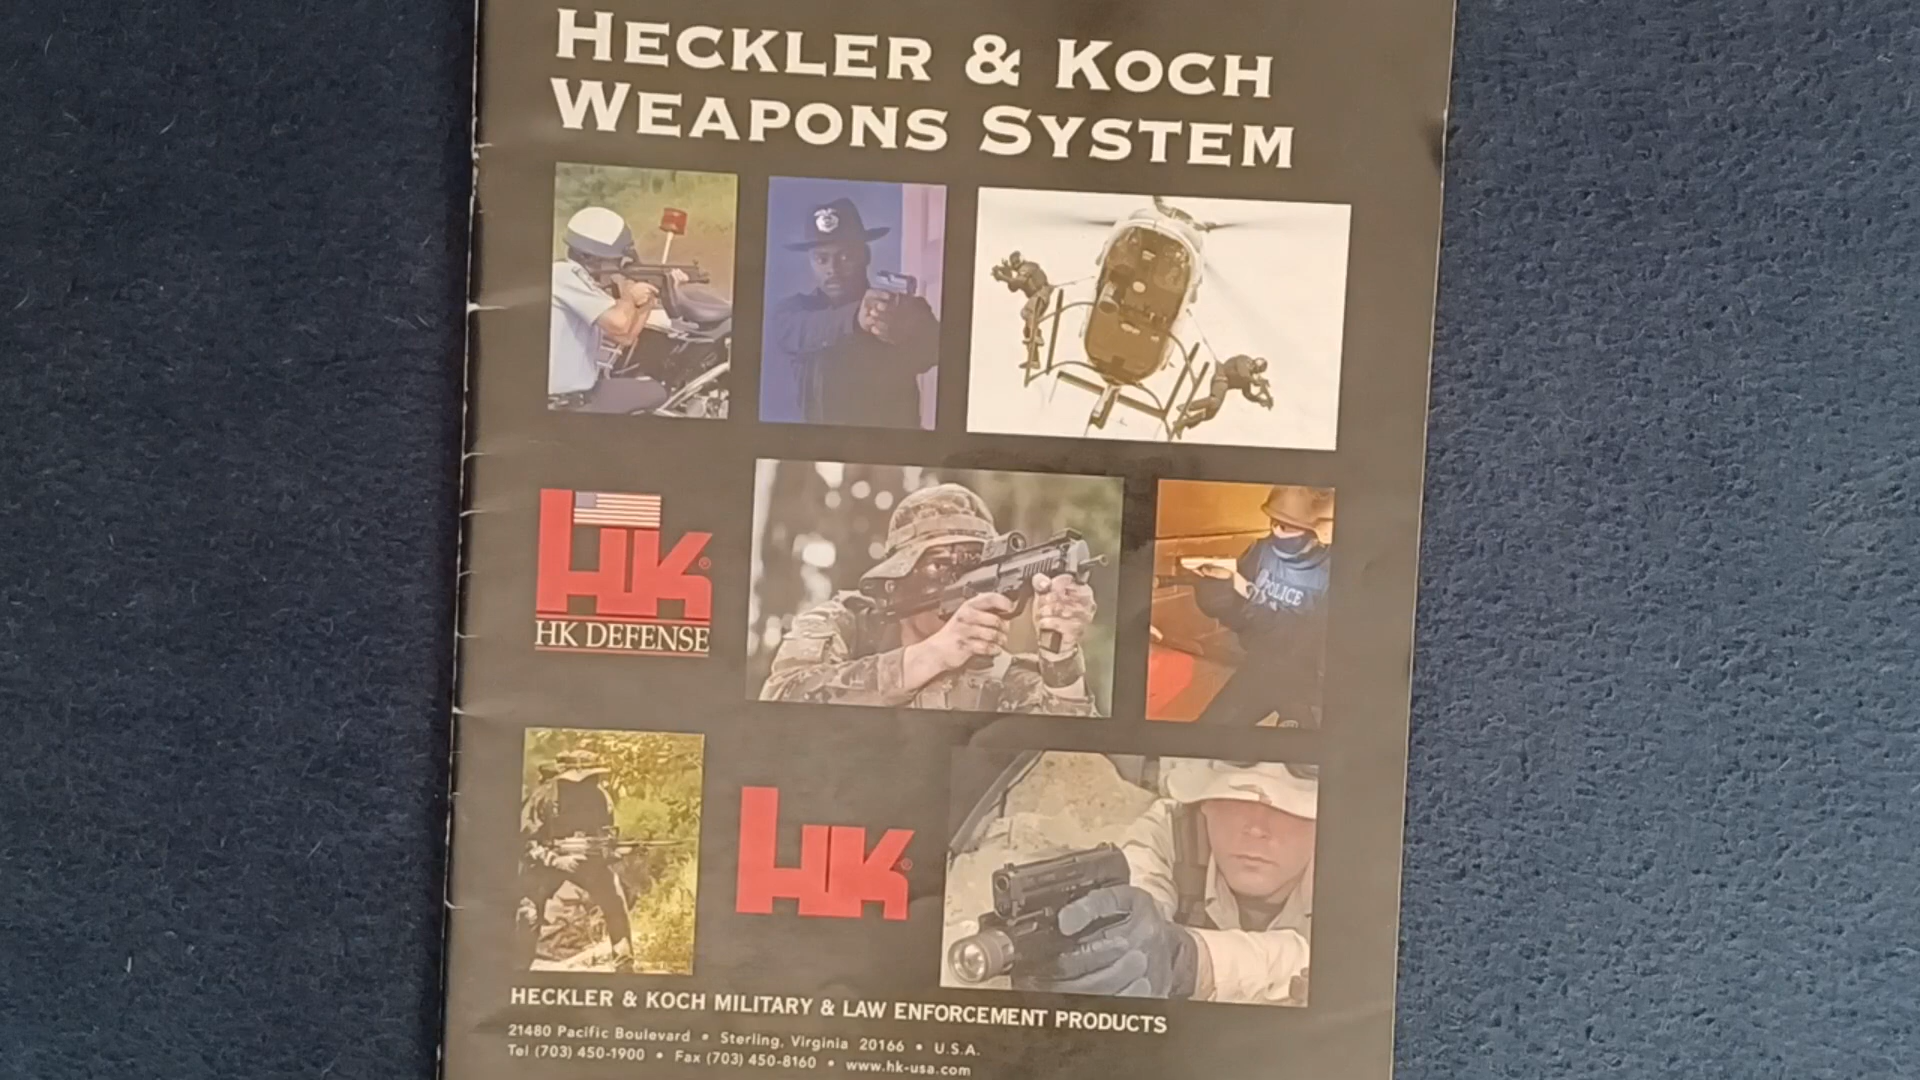 HECKLER & KOCH
WEAPONS SYSTEM
HK®
HK DEFENSE
POLICE
HK®
HECKLER & KOCH MILITARY & LAW ENFORCEMENT PRODUCTS
21480 Pacific Boulevard • Sterling, Virginia 20166 • U.S.A.
Tel (703) 450-1900 • Fax (703) 450-8160 • www.hk-usa.com